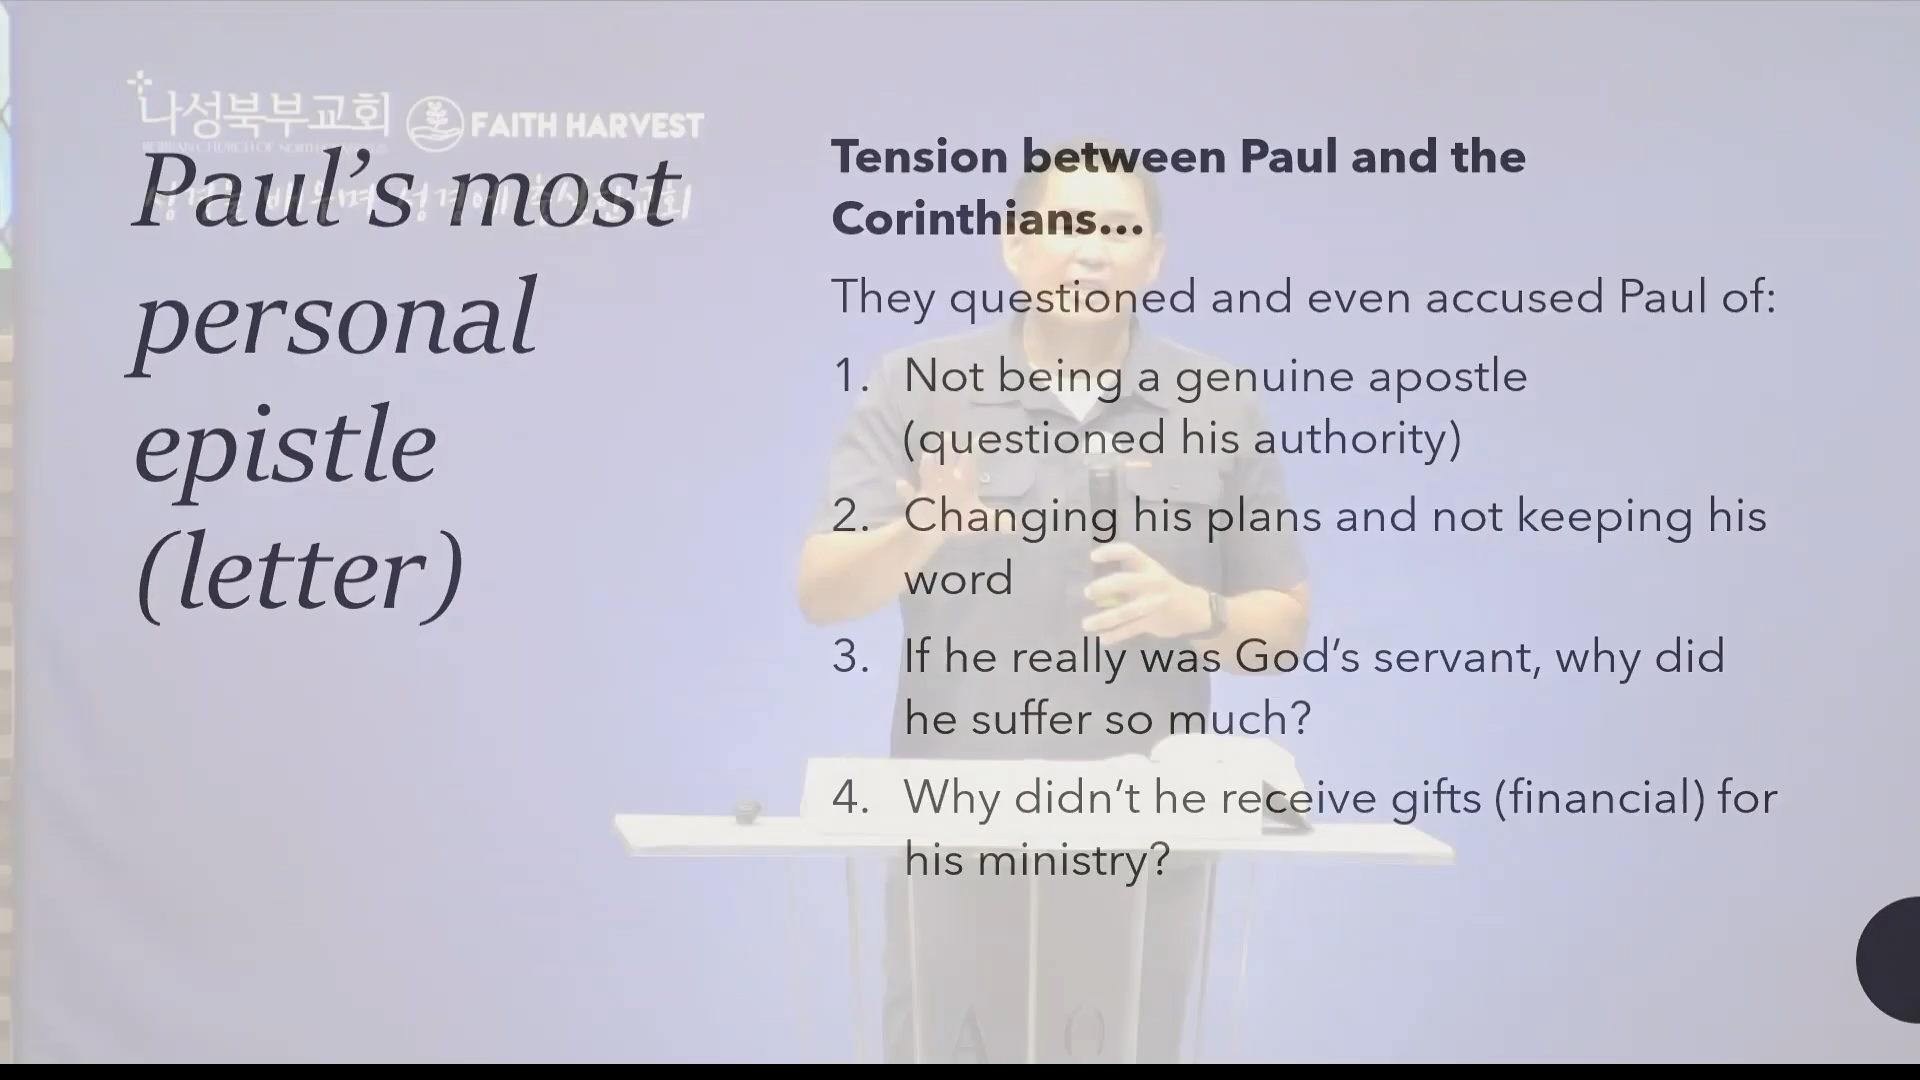 나성북부교회
FAITH HARVEST
Paul’s most
personal
epistle
(letter)
Tension between Paul and the
Corinthians...
They questioned and even accused Paul of:
1. Not being a genuine apostle
(questioned his authority)
2. Changing his plans and not keeping his
word
3. If he really was God’s servant, why did
he suffer so much?
4. Why didn’t he receive gifts (financial) for
his ministry?